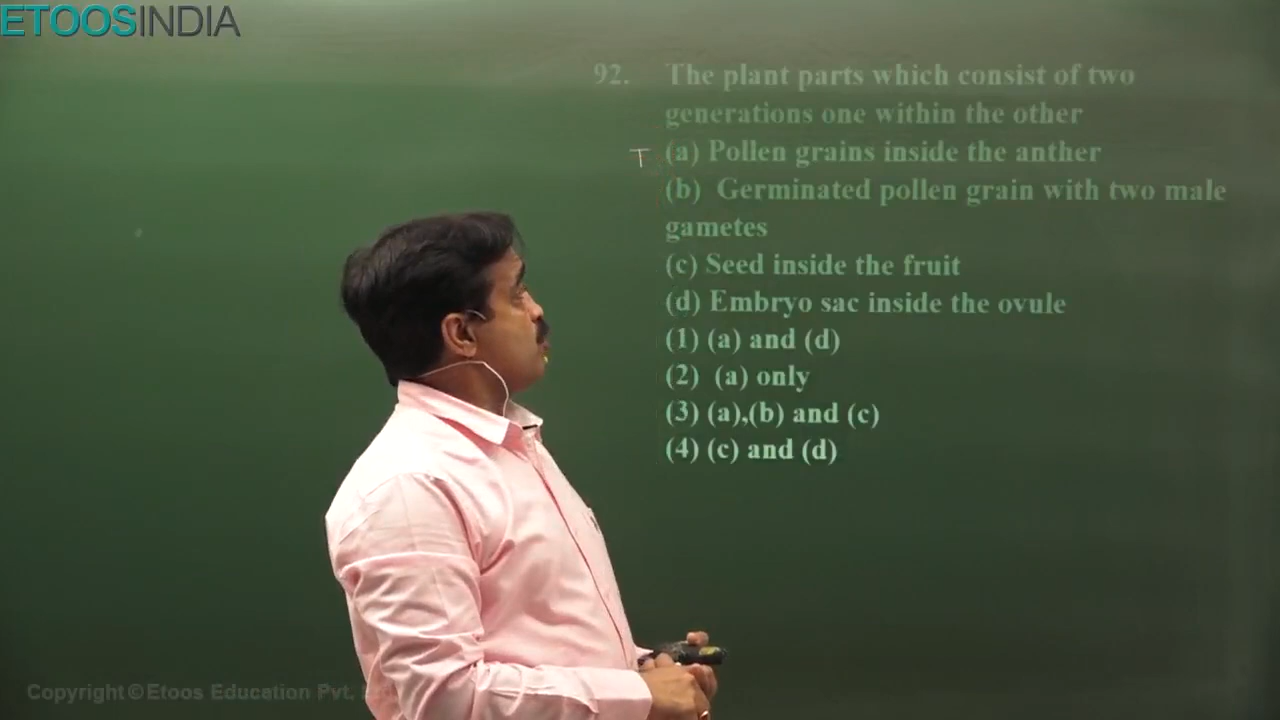 ETOOSINDIA
92. The plant parts which consist of two
generations one within the other
T (a) Pollen grains inside the anther
(b) Germinated pollen grain with two male
gametes
(c) Seed inside the fruit
(d) Embryo sac inside the ovule
(1) (a) and (d)
(2) (a) only
(3) (a),(b) and (c)
(4) (c) and (d)
Copyright © Etoos Education Pvt. Ltd